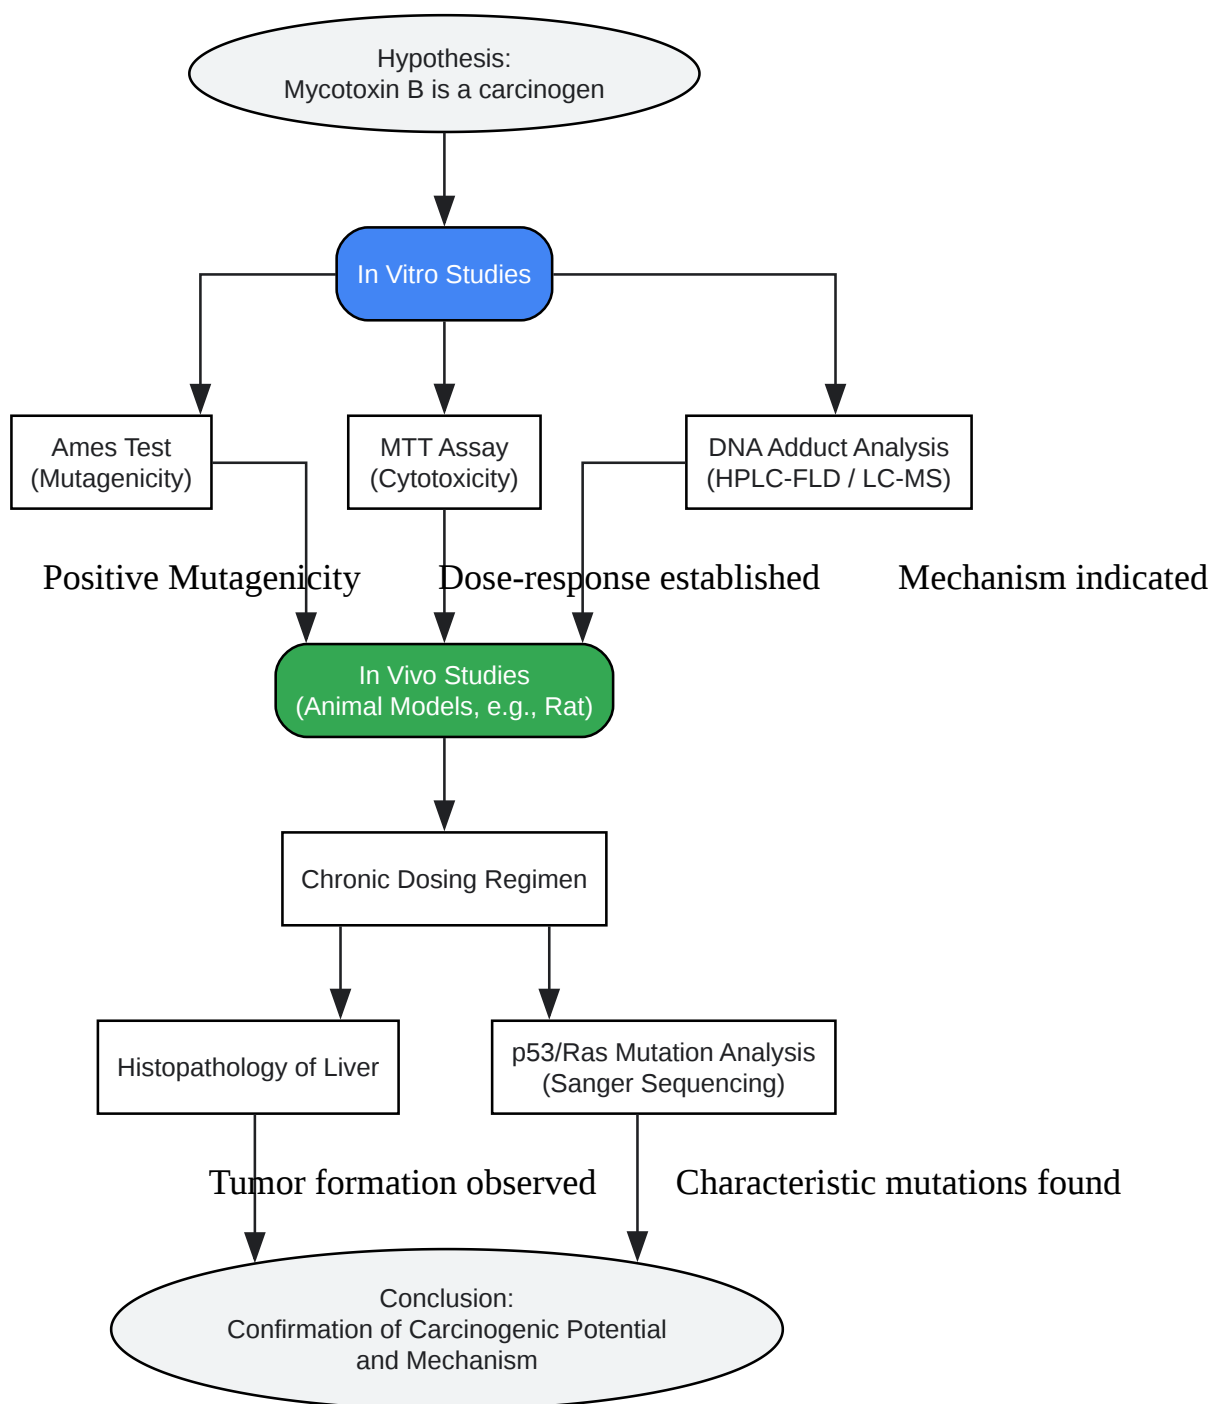 Hypothesis:
Mycotoxin B is a carcinogen
In Vitro Studies
Ames Test
(Mutagenicity)
MTT Assay
(Cytotoxicity)
DNA Adduct Analysis
(HPLC-FLD / LC-MS)
Positive Mutagenicity
Dose-response established
Mechanism indicated
In Vivo Studies
(Animal Models, e.g., Rat)
Chronic Dosing Regimen
Histopathology of Liver
p53/Ras Mutation Analysis
(Sanger Sequencing)
Tumor formation observed
Characteristic mutations found
Conclusion:
Confirmation of Carcinogenic Potential
and Mechanism